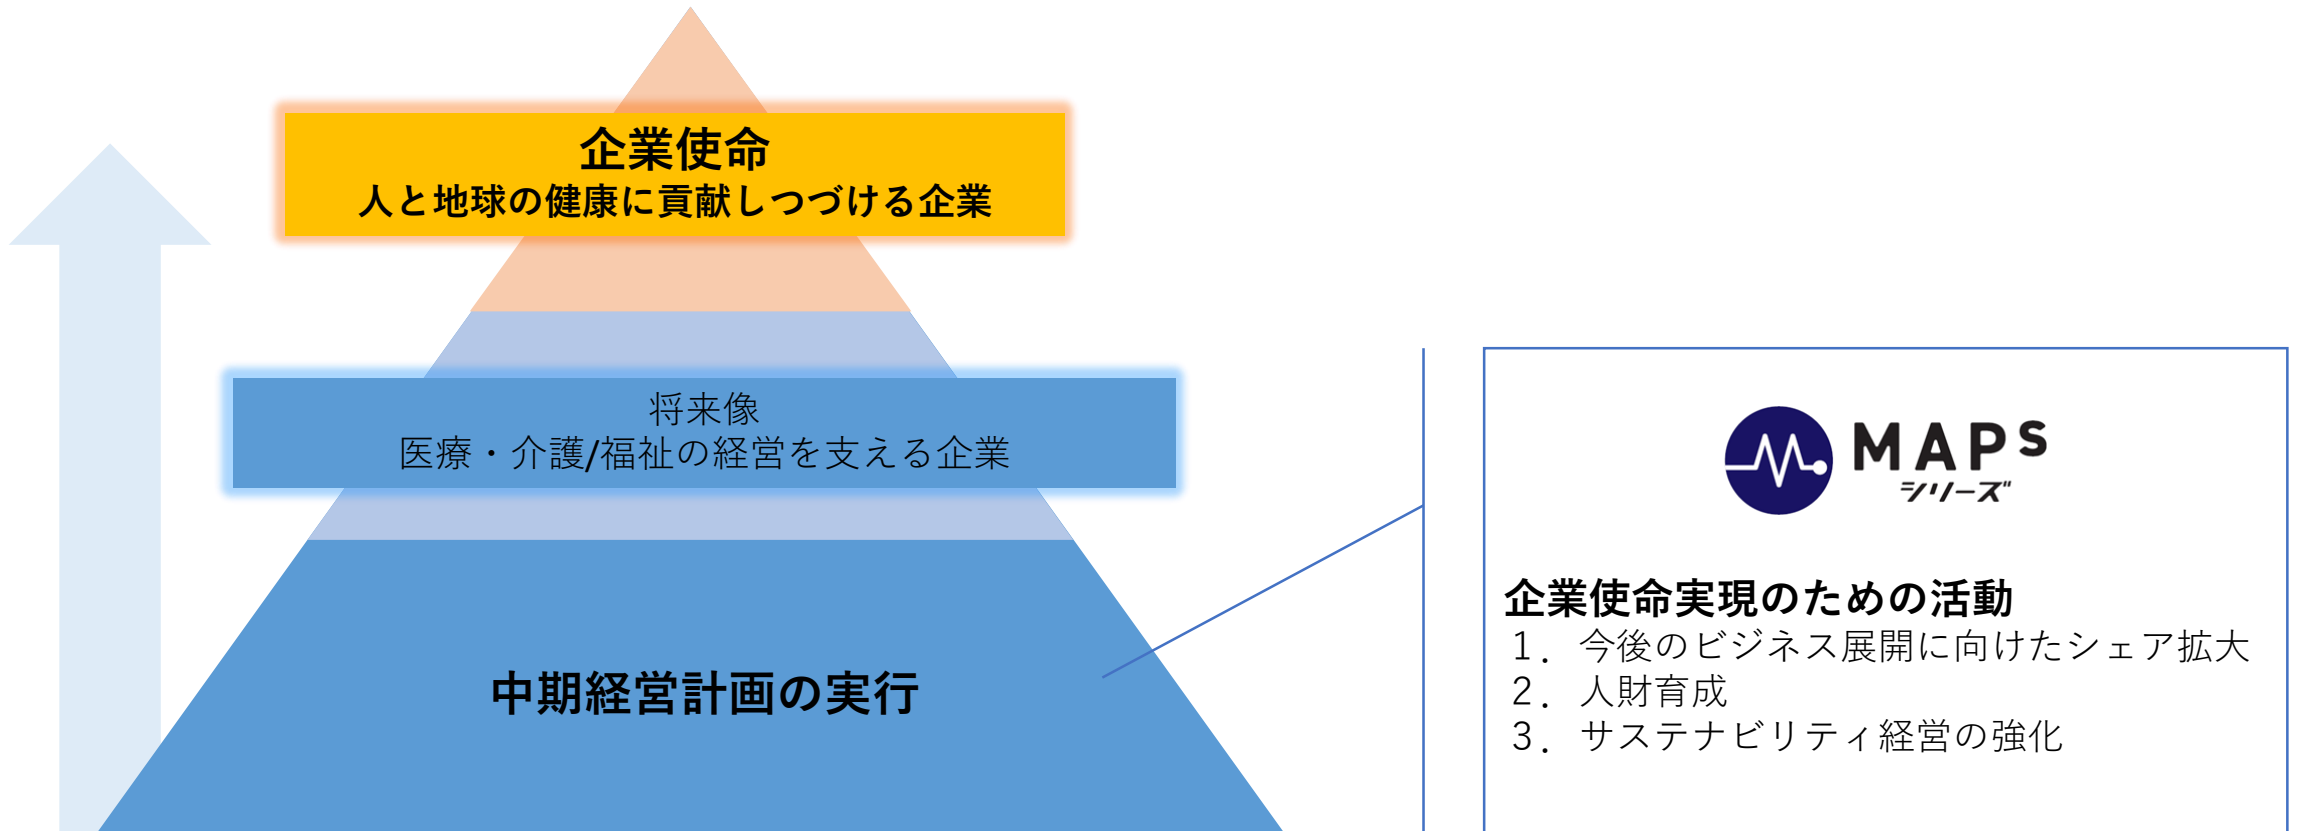 企業使命
人と地球の健康に貢献しつづける企業
将来像
医療・介護/福祉の経営を支える企業
中期経営計画の実行
MAPS
シリーズ
企業使命実現のための活動
1．今後のビジネス展開に向けたシェア拡大
2．人財育成
3．サステナビリティ経営の強化